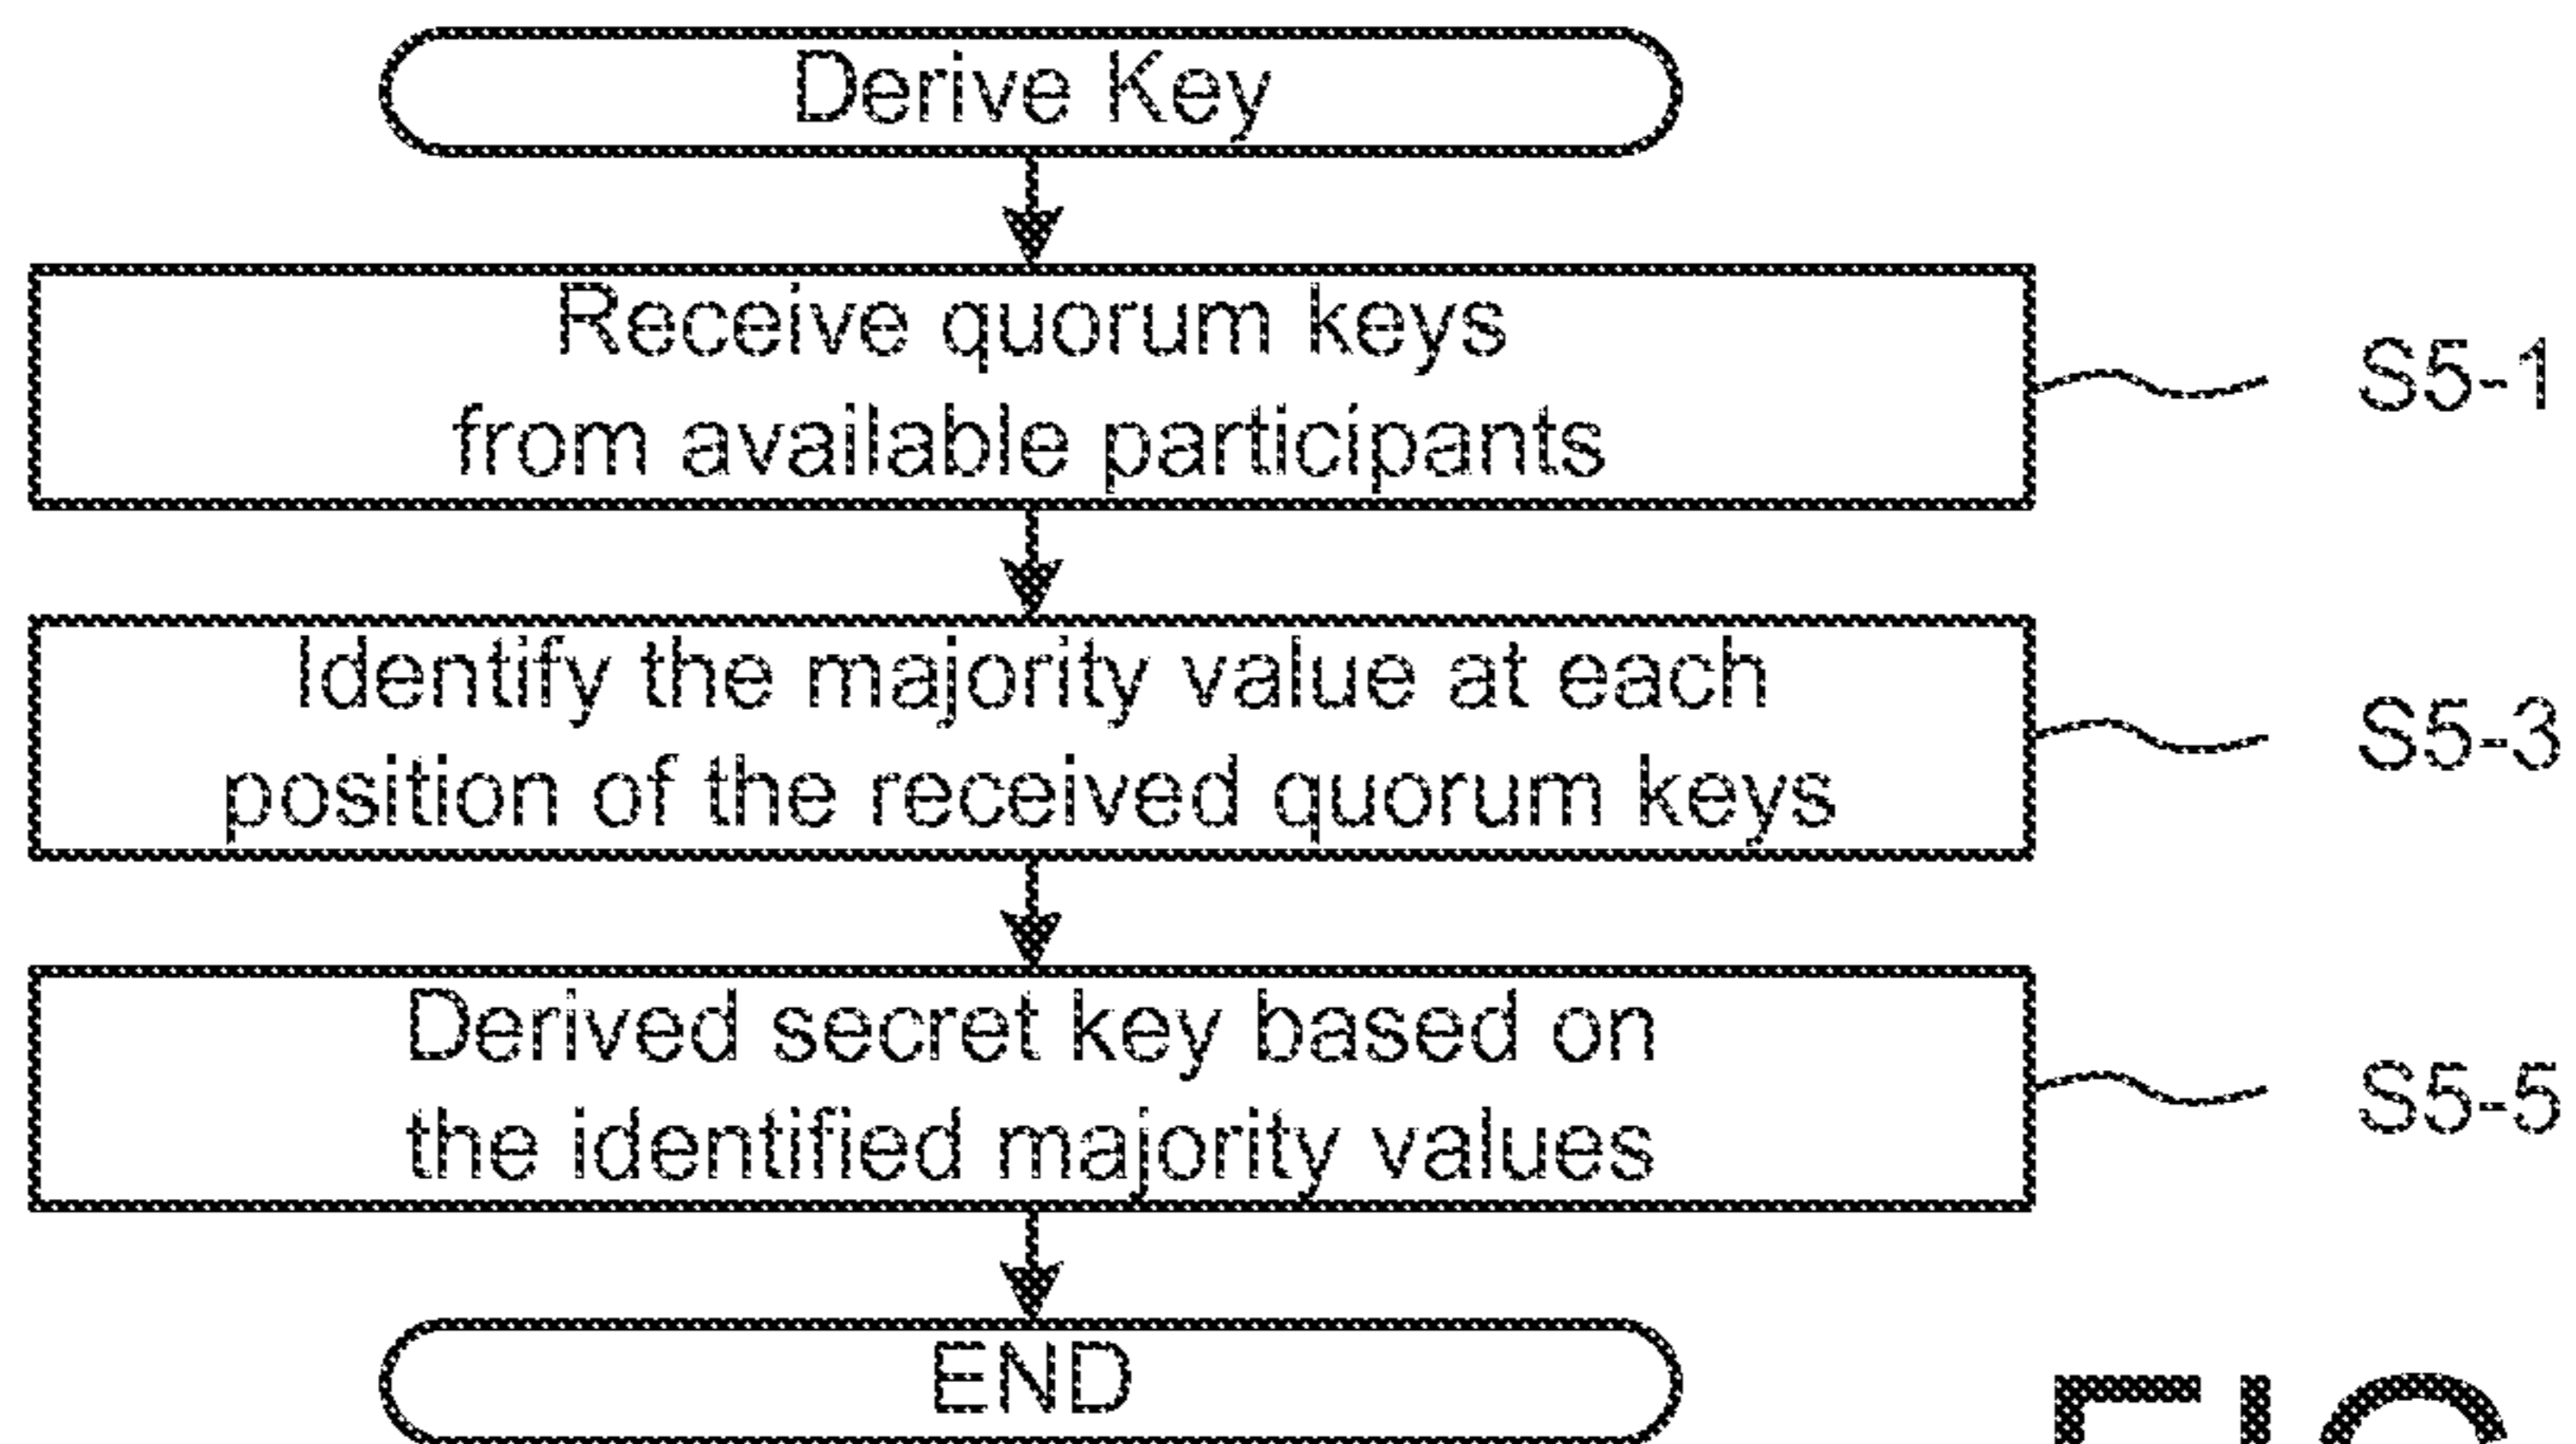 Derive Key
Receive quorum keys
from available participants
S5-1
Identify the majority value at each
position of the received quorum keys
S5-3
Derived secret key based on
the identified majority values
S5-5
END